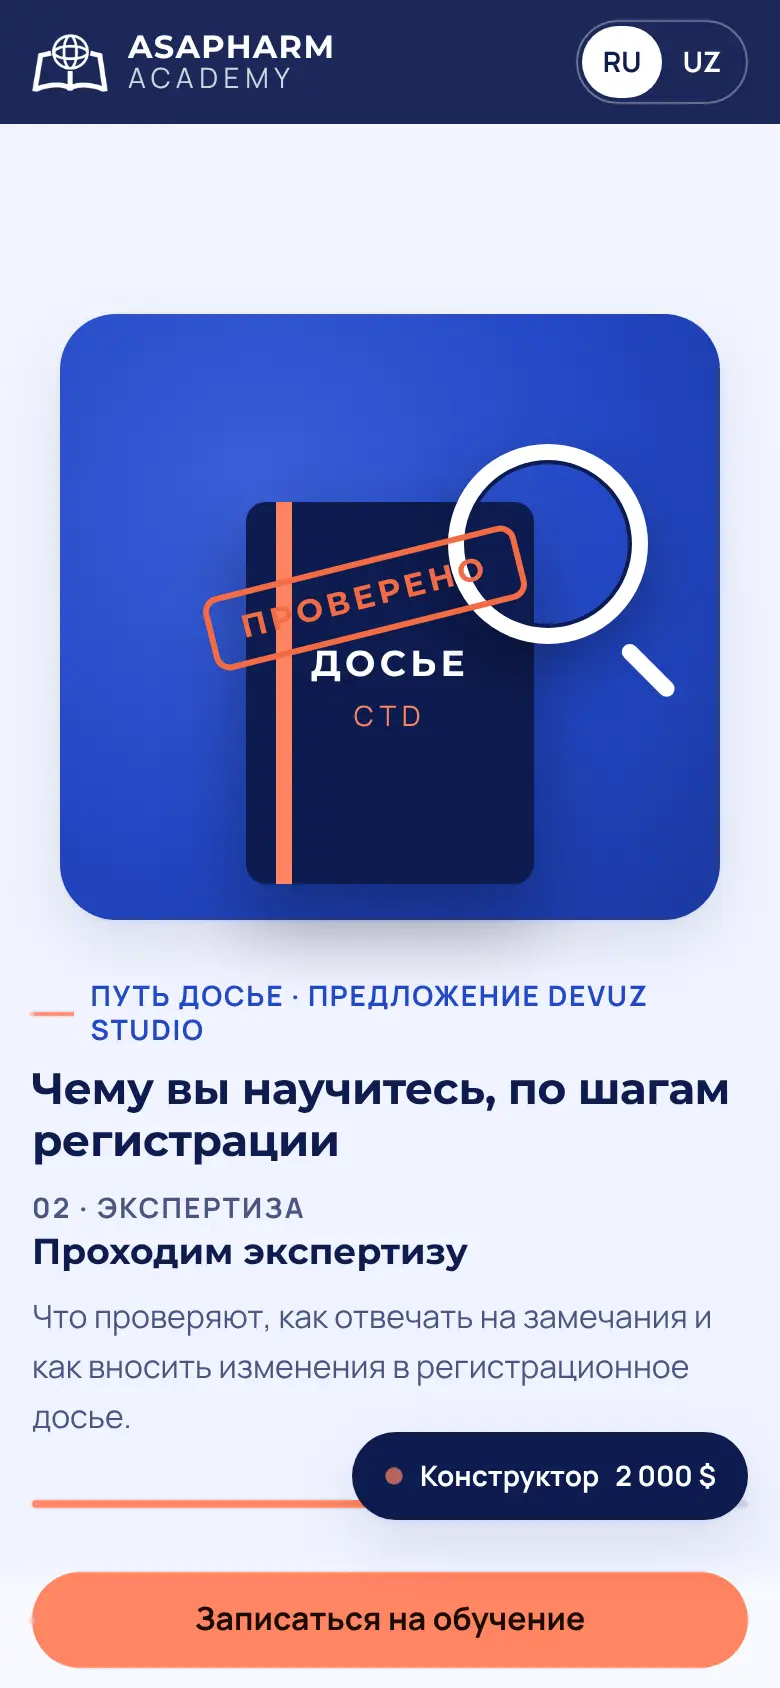 ASAPHARM
ACADEMY
RU UZ
ПРОВЕРЕНО
ДОСЬЕ
CTD
ПУТЬ ДОСЬЕ · ПРЕДЛОЖЕНИЕ DEVUZ
STUDIO
Чему вы научитесь, по шагам
регистрации
02 · ЭКСПЕРТИЗА
Проходим экспертизу
Что проверяют, как отвечать на замечания и
как вносить изменения в регистрационное
досье.
Конструктор 2 000 $
Записаться на обучение